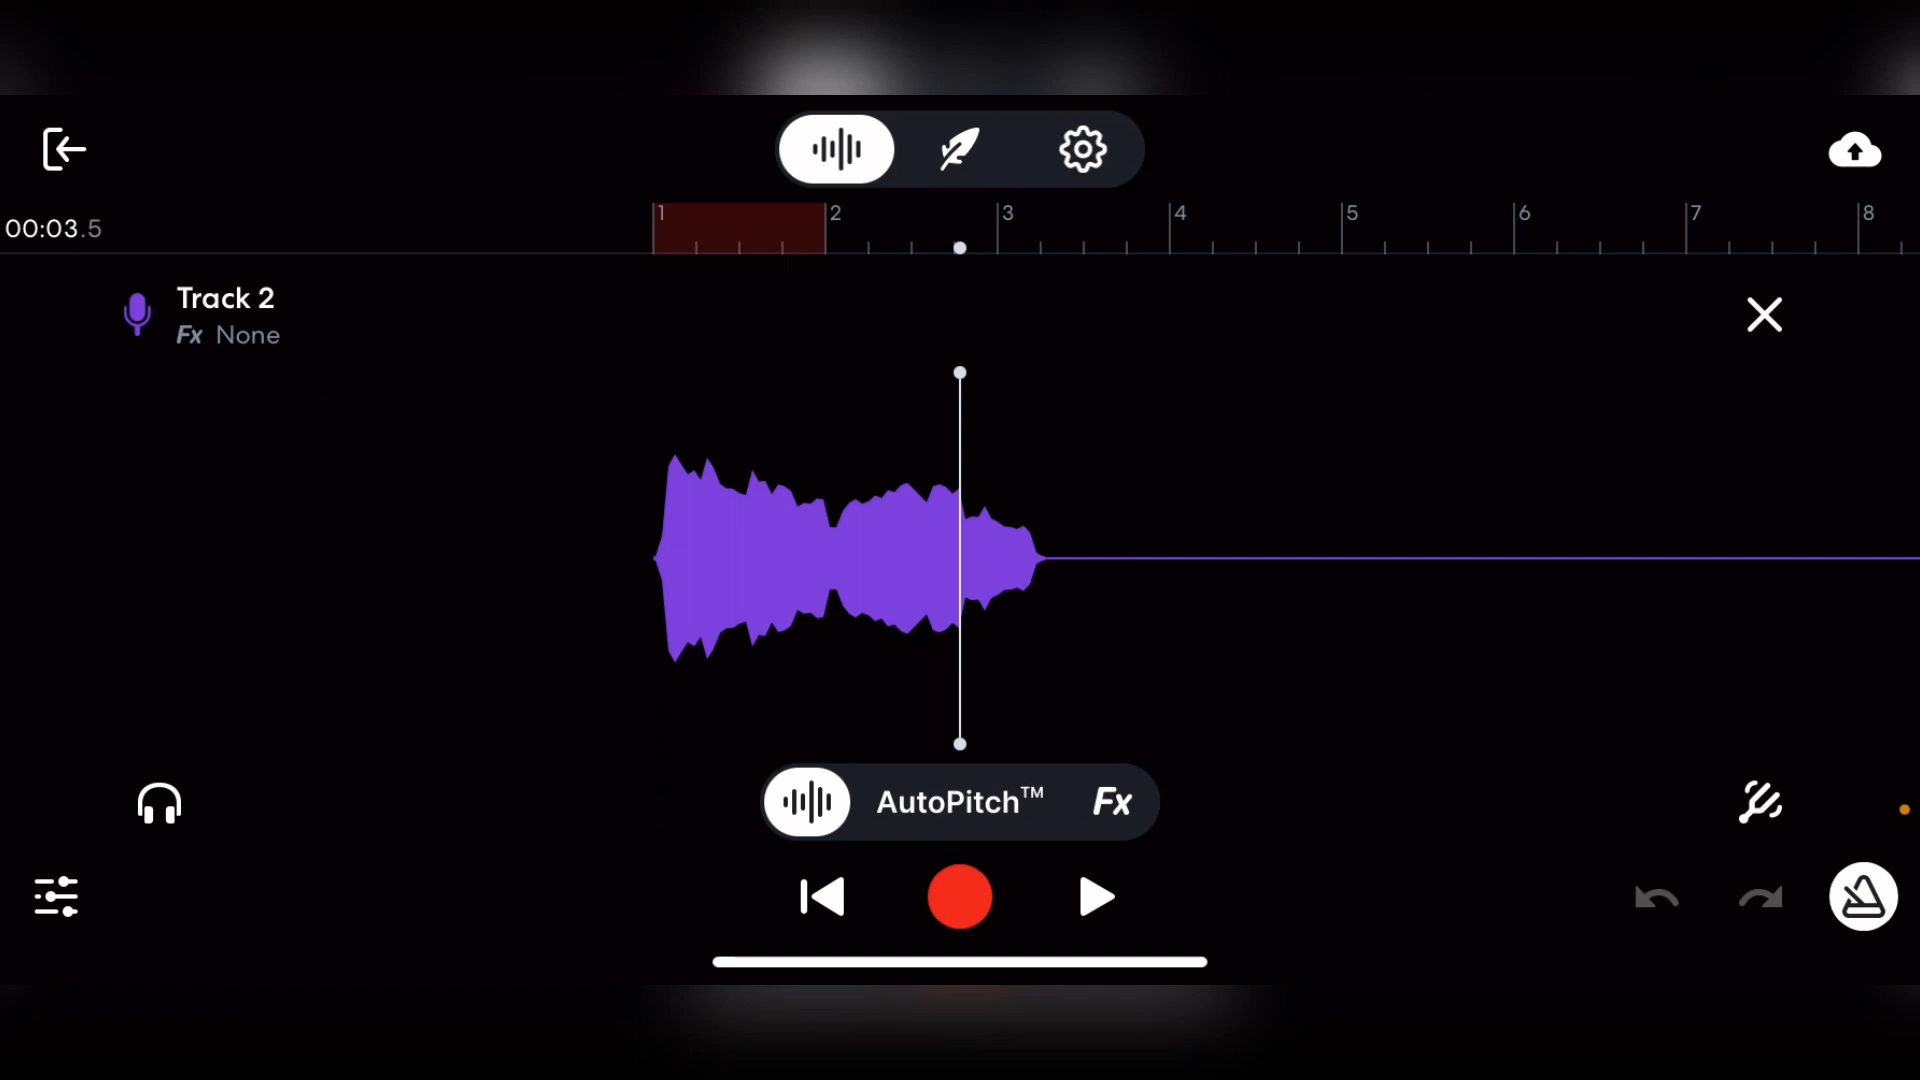 00:03.5
1 2 3 4 5 6 7 8
Track 2
Fx None
AutoPitch™ Fx